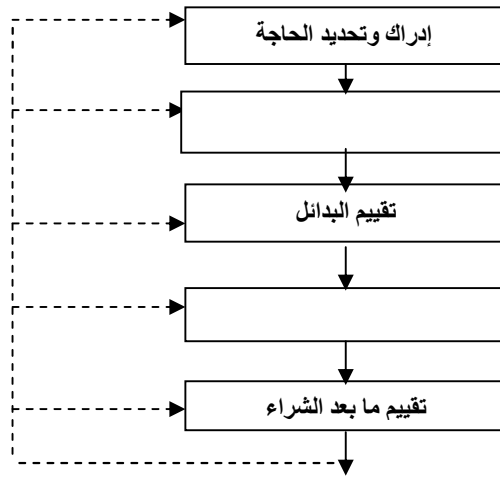 إدراك وتحديد الحاجة
تقييم البدائل
تقييم ما بعد الشراء